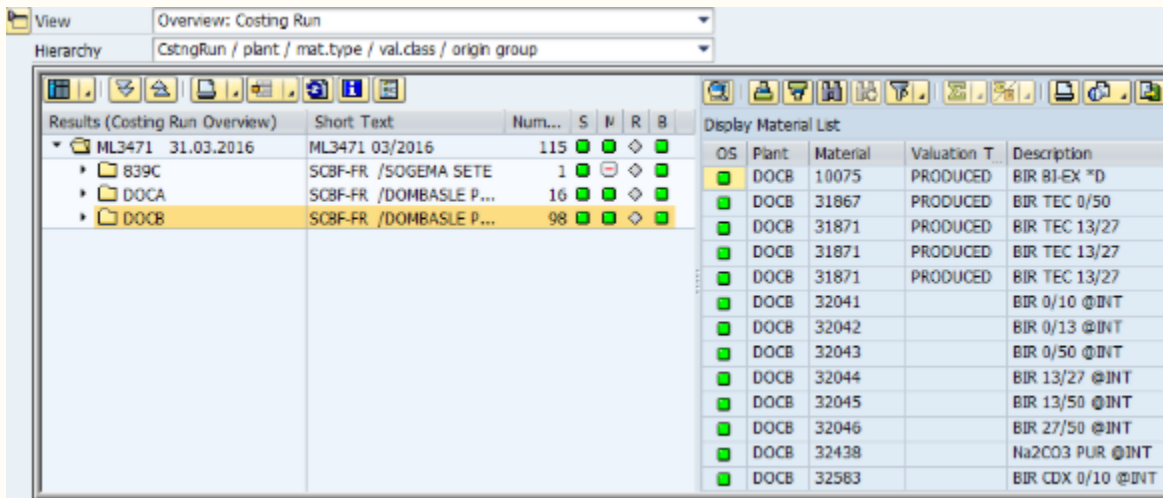 View Overview: Costing Run
Hierarchy CstngRun / plant / mat.type / val.class / origin group
Results (Costing Run Overview) Short Text Num... S M R B
ML3471 31.03.2016 ML3471 03/2016 115
839C SCBF-FR /SOGEMA SETE 1
DOCA SCBF-FR /DOMBASLE P... 16
DOCB SCBF-FR /DOMBASLE P... 98
Display Material List
OS Plant Material Valuation T... Description
DOCB 10075 PRODUCED BIR BI-EX *D
DOCB 31867 PRODUCED BIR TEC 0/50
DOCB 31871 PRODUCED BIR TEC 13/27
DOCB 31871 PRODUCED BIR TEC 13/27
DOCB 31871 PRODUCED BIR TEC 13/27
DOCB 32041 BIR 0/10 @INT
DOCB 32042 BIR 0/13 @INT
DOCB 32043 BIR 0/50 @INT
DOCB 32044 BIR 13/27 @INT
DOCB 32045 BIR 13/50 @INT
DOCB 32046 BIR 27/50 @INT
DOCB 32438 Na2CO3 PUR @INT
DOCB 32583 BIR CDX 0/10 @INT